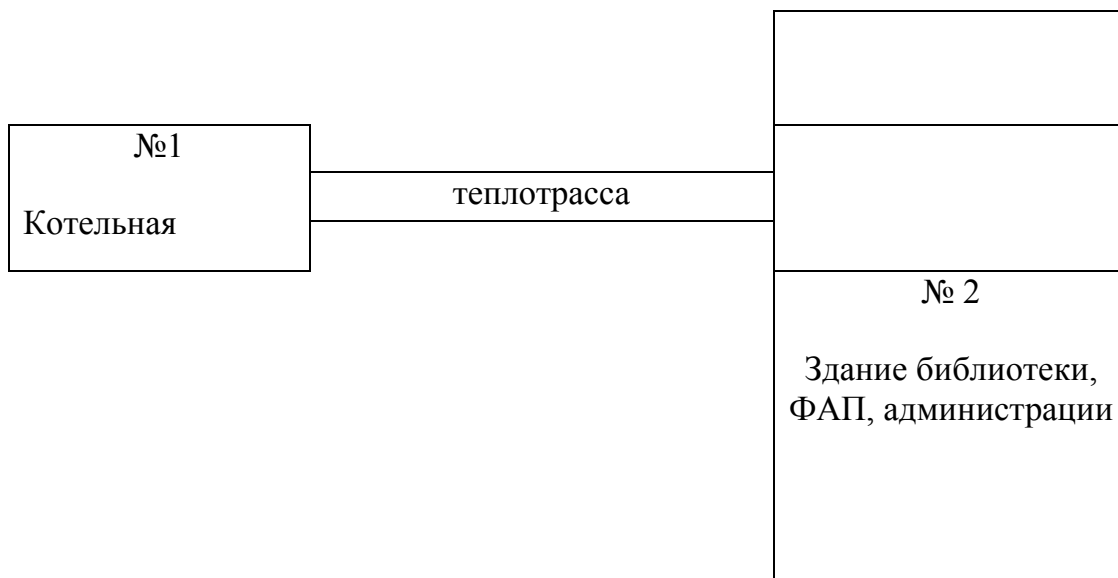 №1
Котельная
теплотрасса
№ 2
Здание библиотеки,
ФАП, администрации